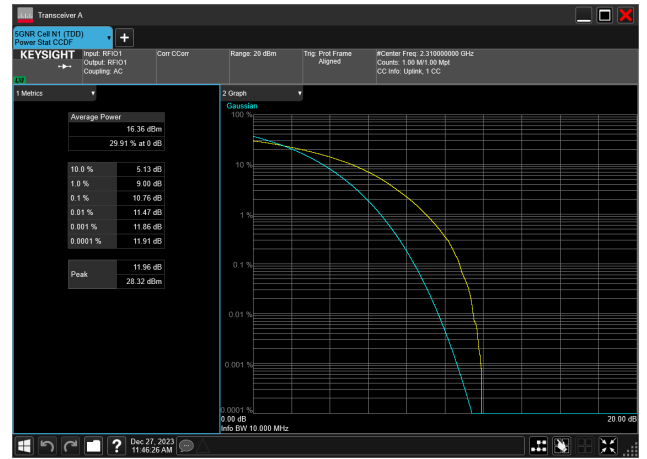 Transceiver A
5GNR Cell N1 (TDD)
Power Stat CCDF
KEYSIGHT
Input: RFIO1
Output: RFIO1
Coupling: AC
Corr CCorr
Range: 20 dBm
Trig: Prot Frame
Aligned
#Center Freq: 2.310000000 GHz
Counts: 1.00 M/1.00 Mpt
CC Info: Uplink, 1 CC
LXI
1 Metrics
Average Power
16.36 dBm
29.91 % at 0 dB
10.0 % 5.13 dB
1.0 % 9.00 dB
0.1 % 10.76 dB
0.01 % 11.47 dB
0.001 % 11.86 dB
0.0001 % 11.91 dB
Peak 11.96 dB
28.32 dBm
2 Graph
Gaussian
100 %
10 %
1 %
0.1 %
0.01 %
0.001 %
0.0001 %
0.00 dB
20.00 dB
Info BW 10.000 MHz
Dec 27, 2023
11:46:26 AM